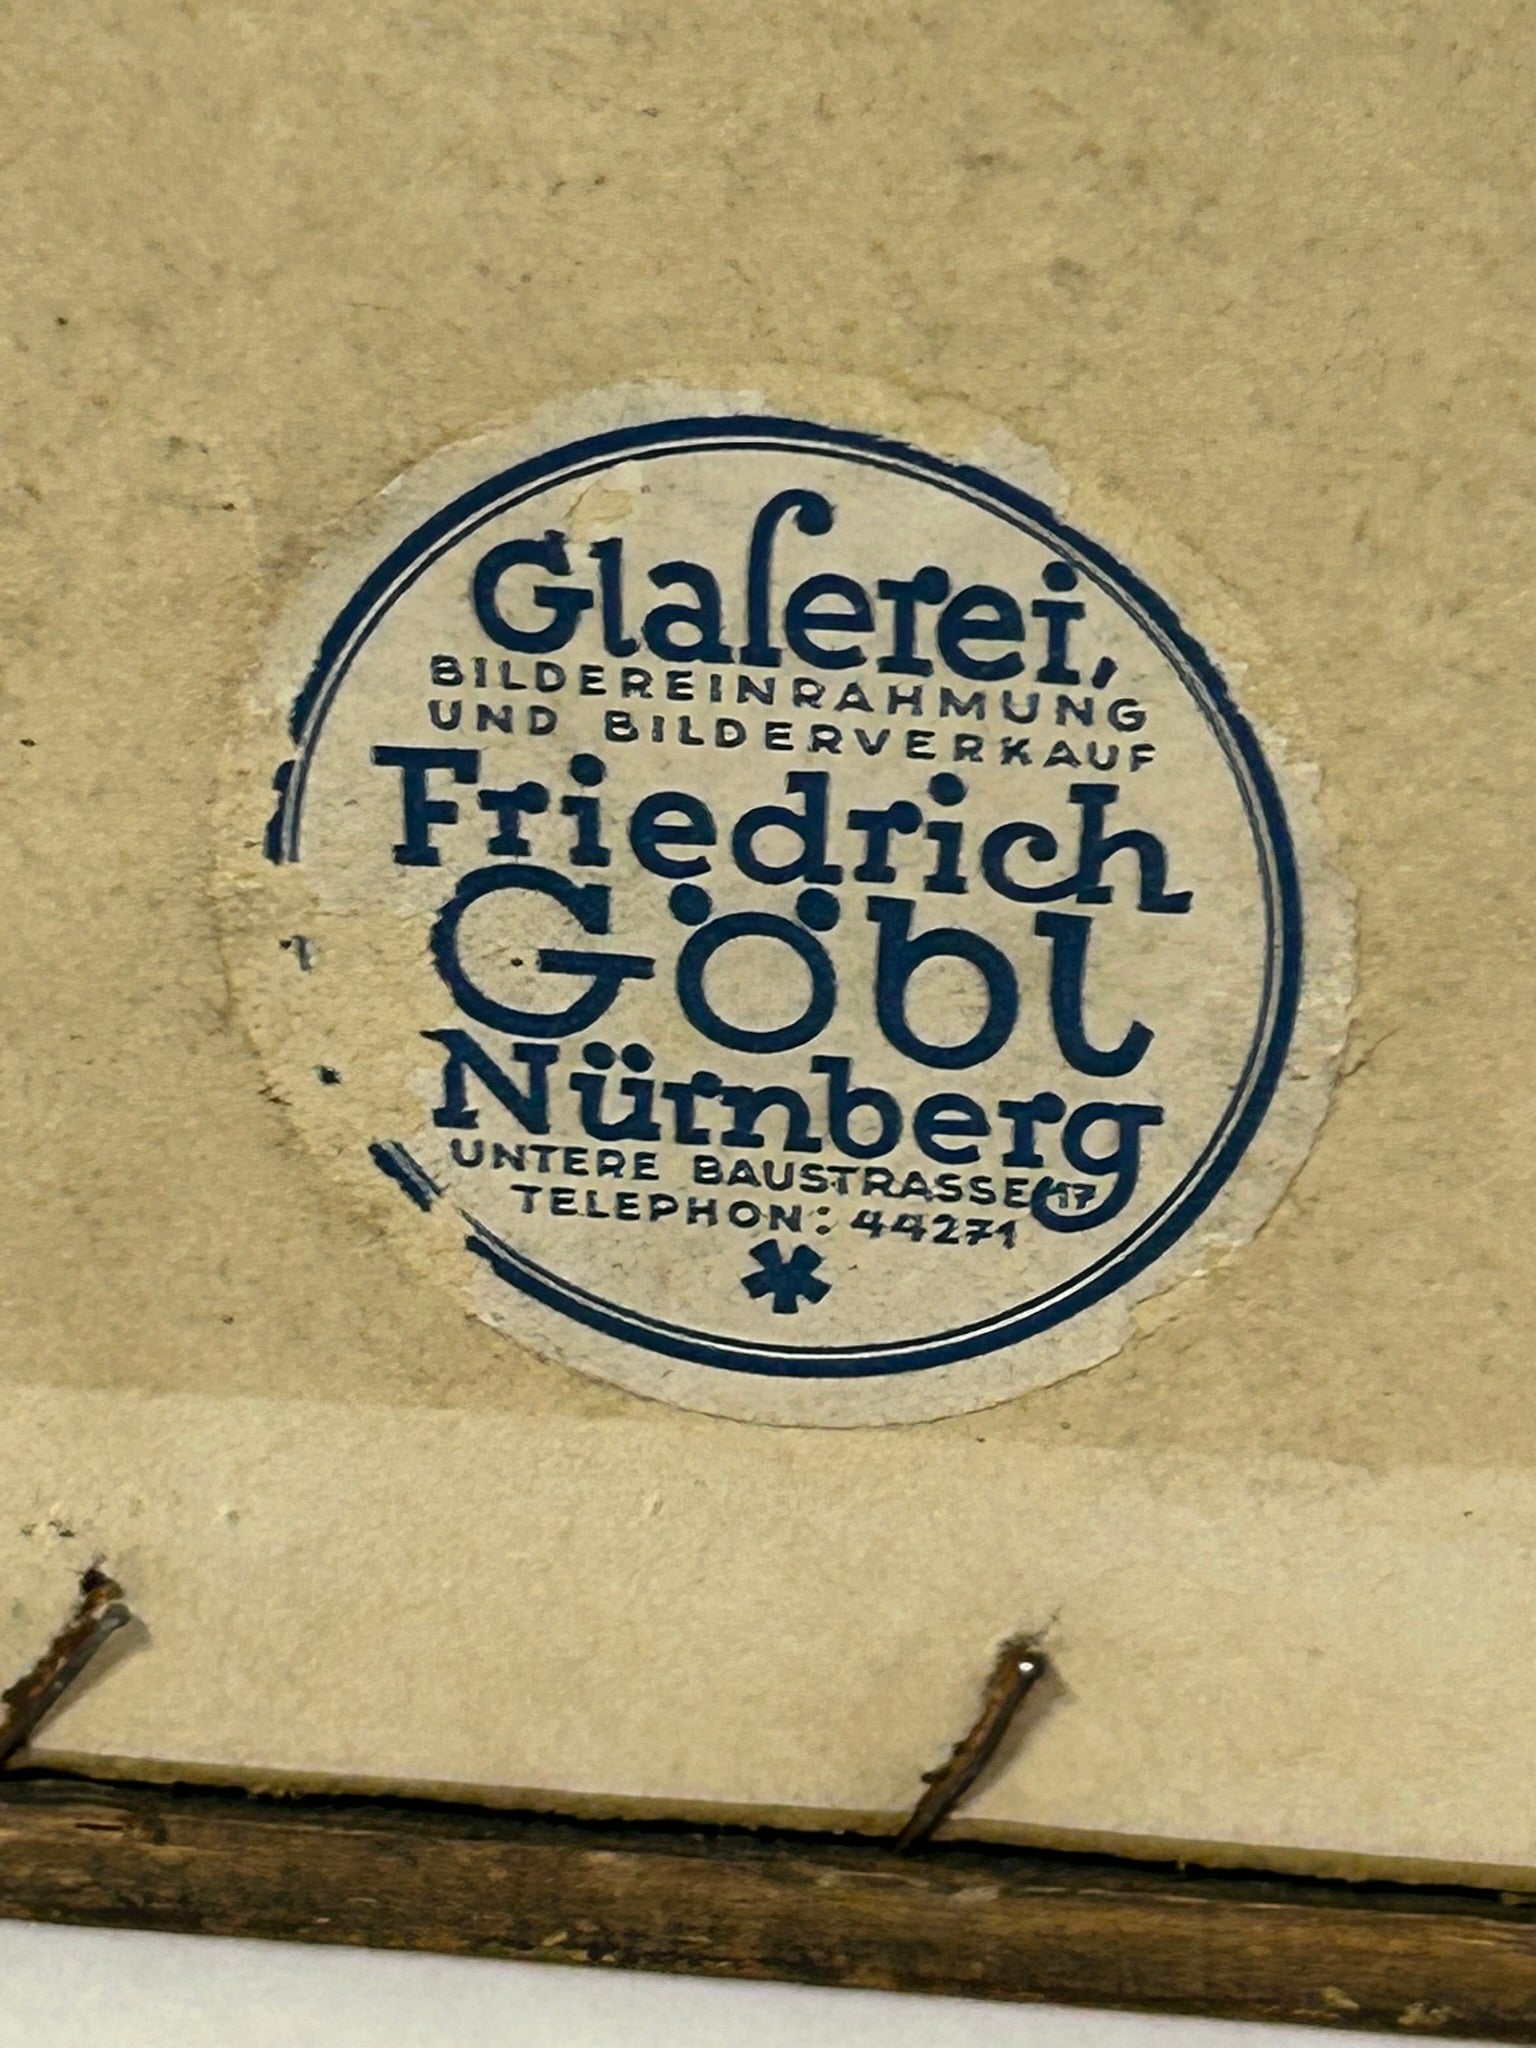 Glaſerei,
BILDEREINRAHMUNG
UND BILDERVERKAUF
Friedrich
Göbl
Nürnberg
UNTERE BAUSTRASSE 17
TELEPHON: 44271